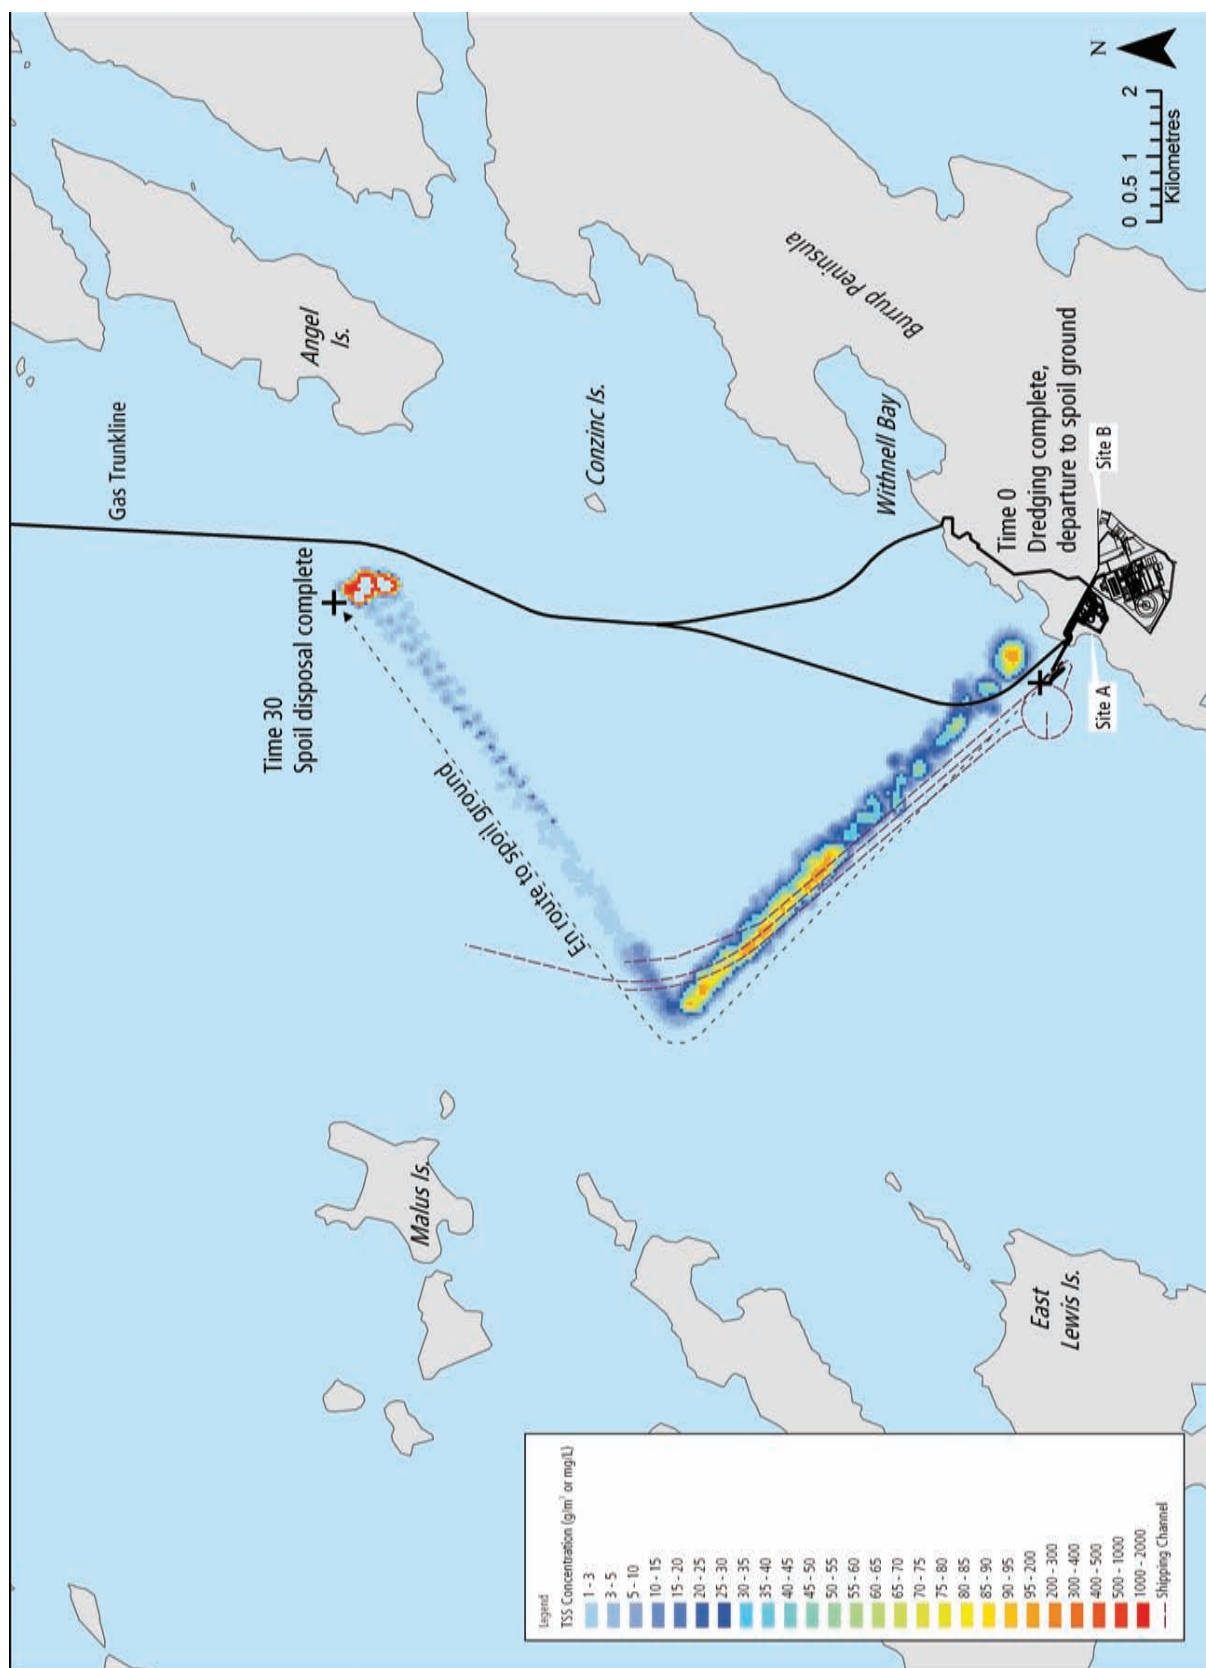 Gas Trunkline
Angel
Is.
Time 30
Spoil disposal complete
Conzinc Is.
En route to spoil ground
Burrup Peninsula
Withnell Bay
Time 0
Dredging complete,
departure to spoil ground
Site B
Site A
Malus Is.
East
Lewis Is.
N
0 0.5 1 2
Kilometres
Legend
TSS Concentration (g/m³ or mg/L)
1 - 3
3 - 5
5 - 10
10 - 15
15 - 20
20 - 25
25 - 30
30 - 35
35 - 40
40 - 45
45 - 50
50 - 55
55 - 60
60 - 65
65 - 70
70 - 75
75 - 80
80 - 85
85 - 90
90 - 95
95 - 200
200 - 300
300 - 400
400 - 500
500 - 1000
1000 - 2000
Shipping Channel